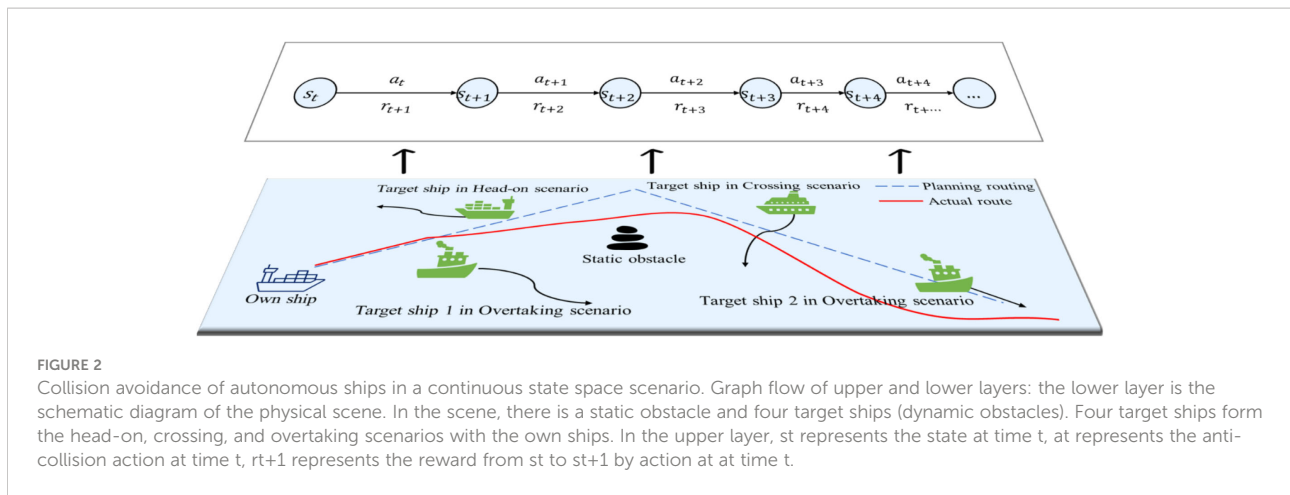 a_t a_{t+1} a_{t+2} a_{t+3} a_{t+4}
s_t s_{t+1} s_{t+2} s_{t+3} s_{t+4} ...
r_{t+1} r_{t+2} r_{t+3} r_{t+4} r_{t+...}
Target ship in Head-on scenario
Target ship in Crossing scenario
Planning routing
Actual route
Static obstacle
Own ship
Target ship 1 in Overtaking scenario
Target ship 2 in Overtaking scenario
FIGURE 2
Collision avoidance of autonomous ships in a continuous state space scenario. Graph flow of upper and lower layers: the lower layer is the
schematic diagram of the physical scene. In the scene, there is a static obstacle and four target ships (dynamic obstacles). Four target ships form
the head-on, crossing, and overtaking scenarios with the own ships. In the upper layer, st represents the state at time t, at represents the anti-
collision action at time t, rt+1 represents the reward from st to st+1 by action at at time t.